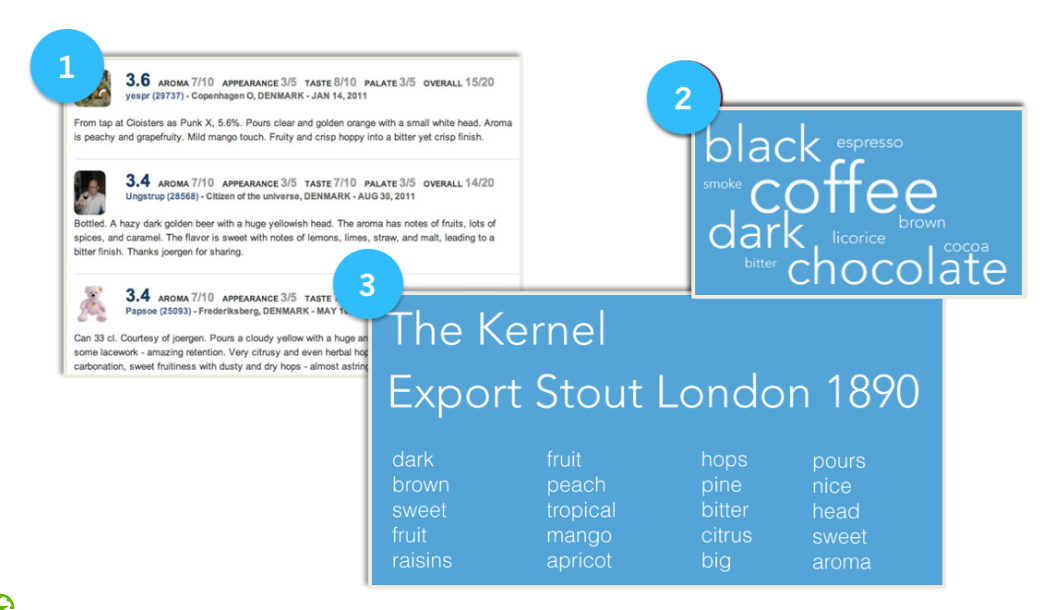 1
3.6 AROMA 7/10 APPEARANCE 3/5 TASTE 8/10 PALATE 3/5 OVERALL 15/20
yespr (29737) - Copenhagen O, DENMARK - JAN 14, 2011
From tap at Cloisters as Punk X, 5.6%. Pours clear and golden orange with a small white head. Aroma
is peachy and grapefruity. Mild mango touch. Fruity and crisp hoppy into a bitter yet crisp finish.
3.4 AROMA 7/10 APPEARANCE 3/5 TASTE 7/10 PALATE 3/5 OVERALL 14/20
Ungstrup (28568) - Citizen of the universe, DENMARK - AUG 30, 2011
Bottled. A hazy dark golden beer with a huge yellowish head. The aroma has notes of fruits, lots of
spices, and caramel. The flavor is sweet with notes of lemons, limes, straw, and malt, leading to a
bitter finish. Thanks joergen for sharing.
3.4 AROMA 7/10 APPEARANCE 3/5 TASTE
Papsoe (25093) - Frederiksberg, DENMARK - MAY
Can 33 cl. Courtesy of joergen. Pours a cloudy yellow with a huge
some lacework - amazing retention. Very citrusy and even herbal
carbonation, sweet fruitiness with dusty and dry hops - almost
2
black espresso
smoke coffee
dark brown
licorice cocoa
bitter chocolate
3
The Kernel
Export Stout London 1890
dark fruit hops pours
brown peach pine nice
sweet tropical bitter head
fruit mango citrus sweet
raisins apricot big aroma